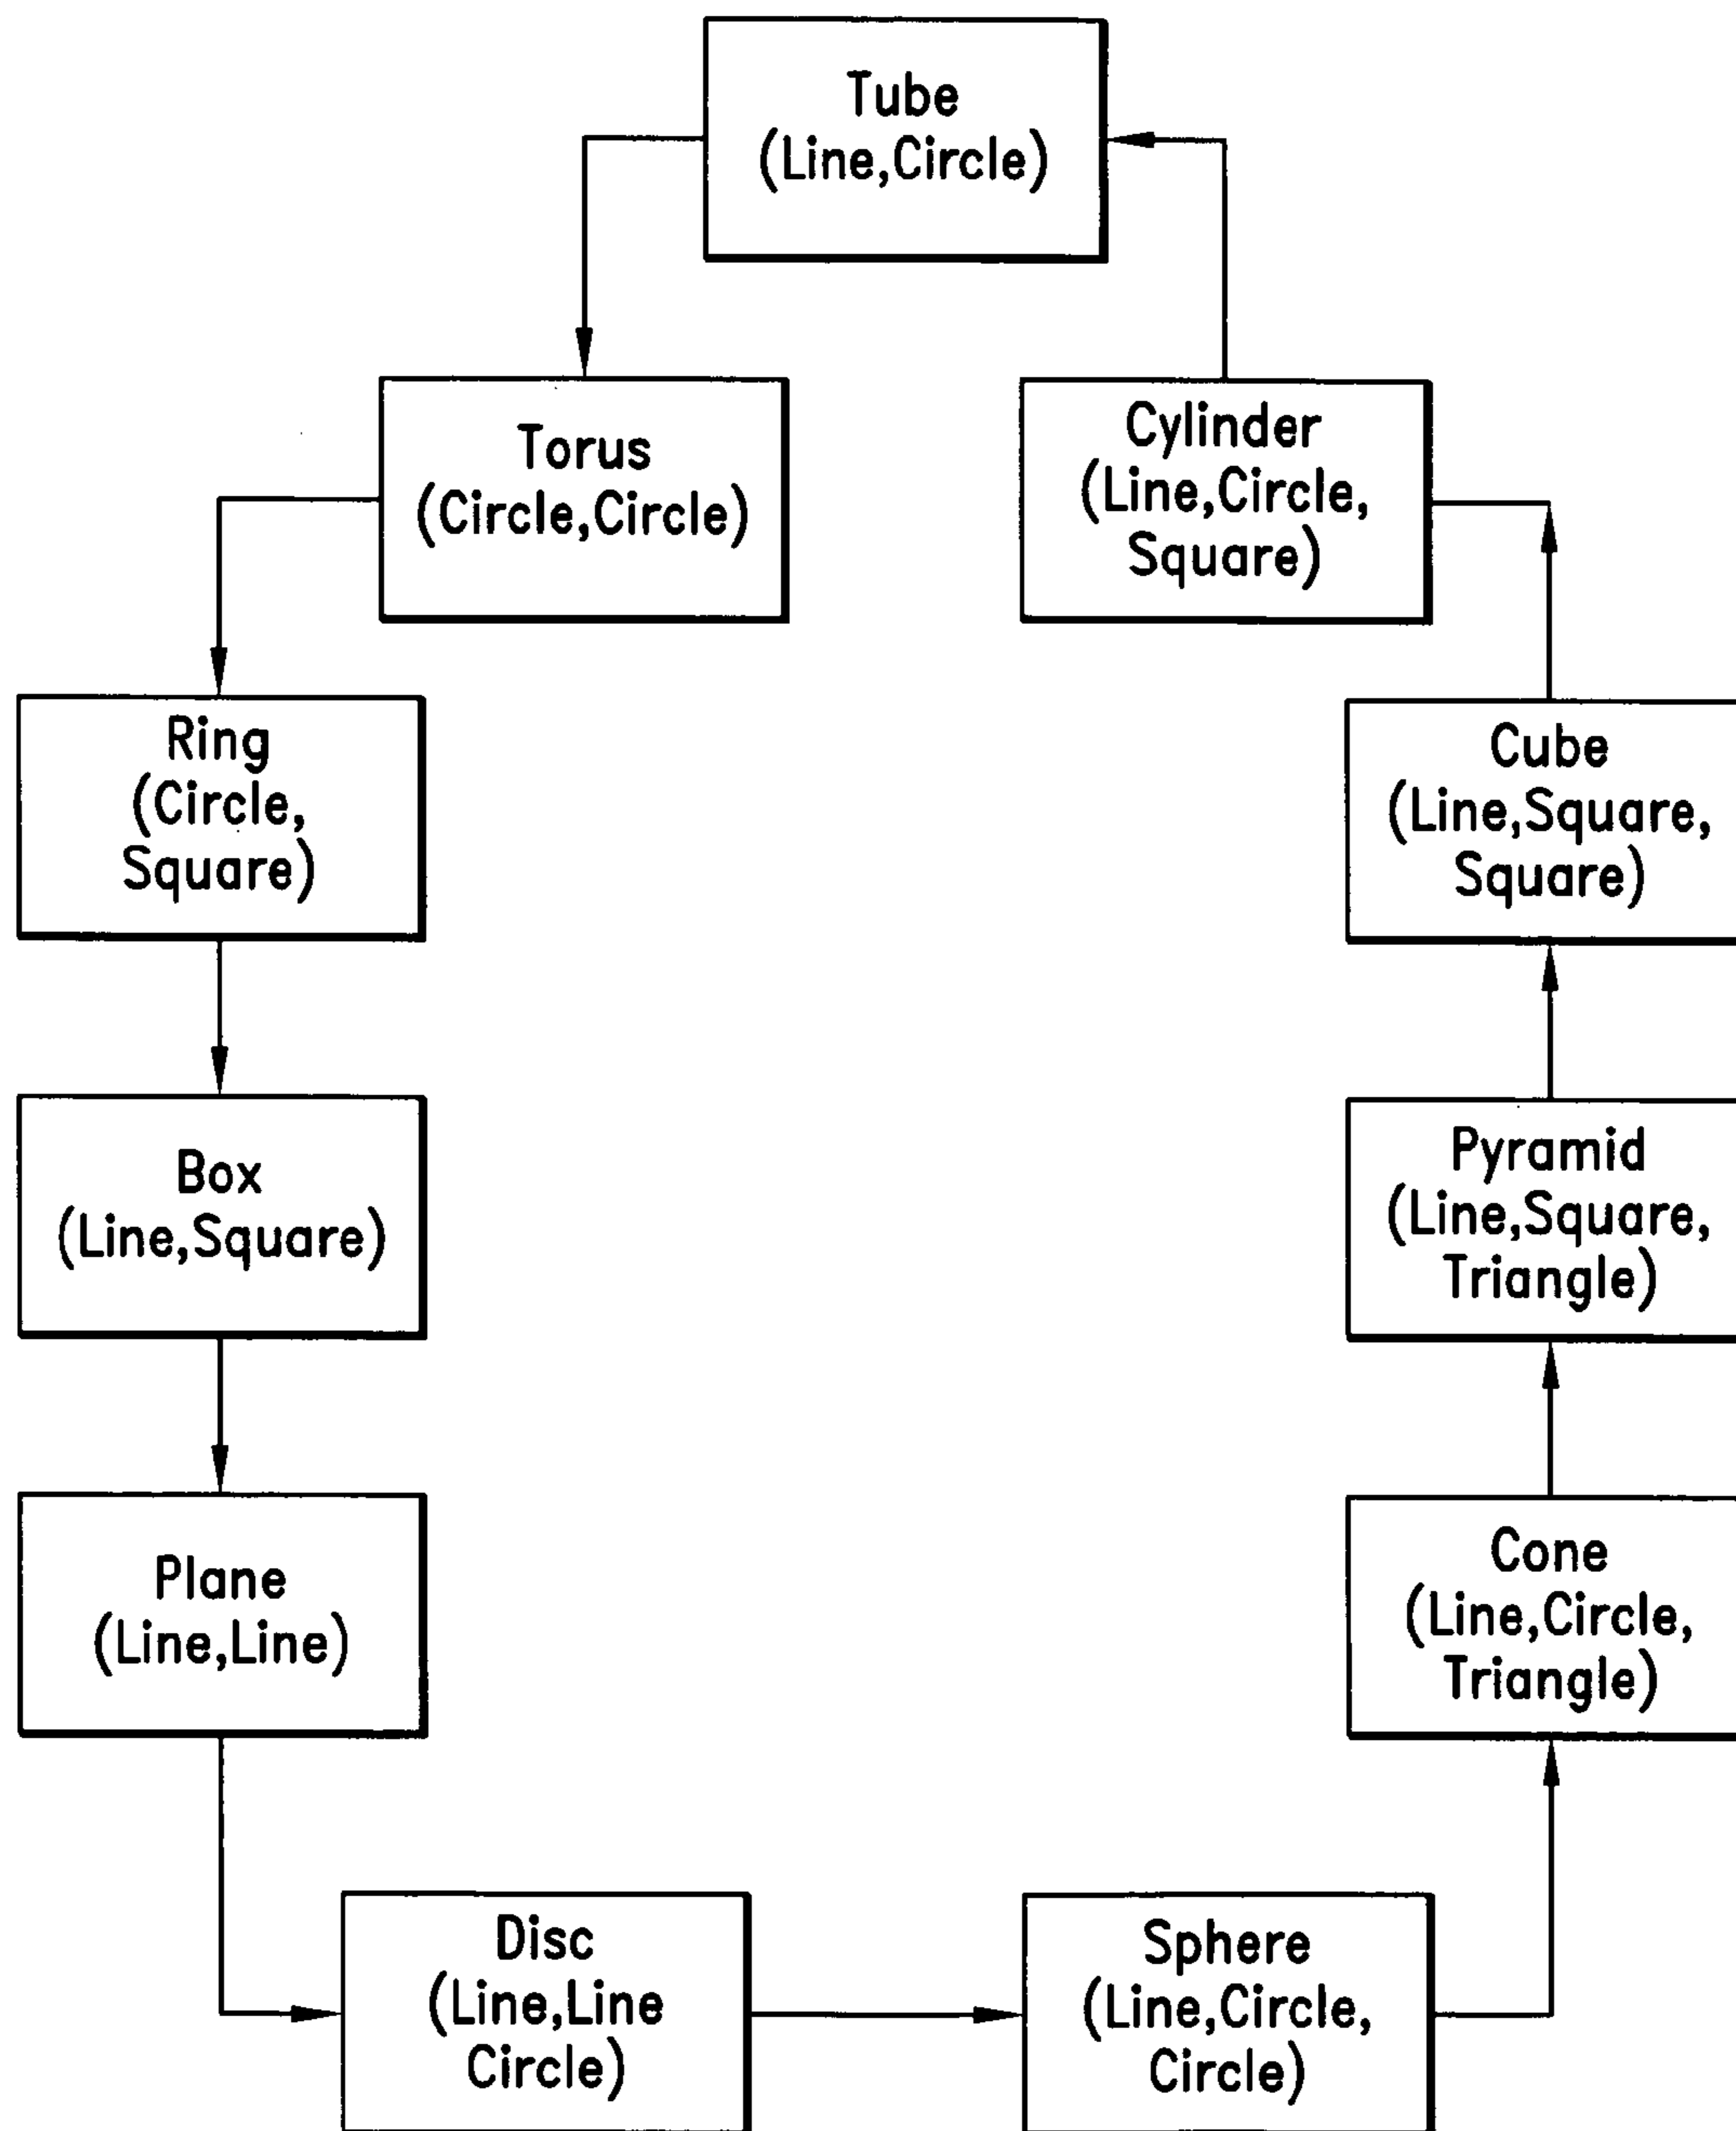 Tube
(Line,Circle)
Torus
(Circle,Circle)
Cylinder
(Line,Circle,
Square)
Ring
(Circle,
Square)
Cube
(Line,Square,
Square)
Box
(Line,Square)
Pyramid
(Line,Square,
Triangle)
Plane
(Line,Line)
Cone
(Line,Circle,
Triangle)
Disc
(Line,Line
Circle)
Sphere
(Line,Circle,
Circle)